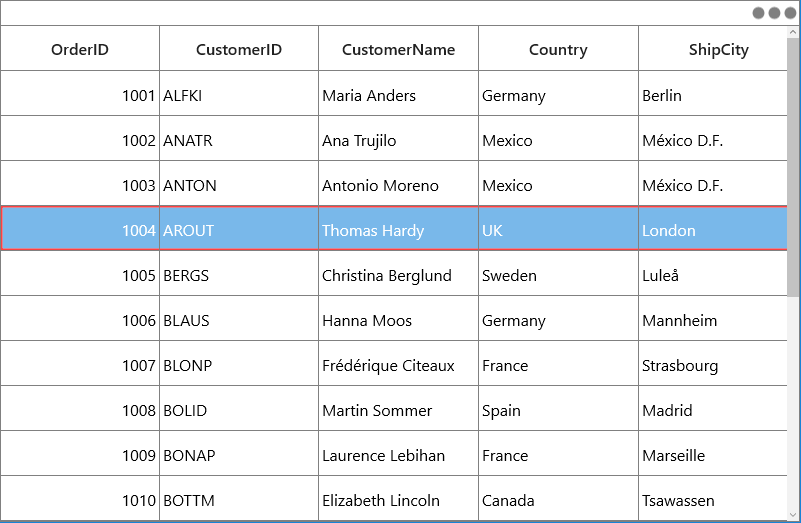 OrderID CustomerID CustomerName Country ShipCity
1001 ALFKI Maria Anders Germany Berlin
1002 ANATR Ana Trujilo Mexico México D.F.
1003 ANTON Antonio Moreno Mexico México D.F.
1004 AROUT Thomas Hardy UK London
1005 BERGS Christina Berglund Sweden Luleå
1006 BLAUS Hanna Moos Germany Mannheim
1007 BLONP Frédérique Citeaux France Strasbourg
1008 BOLID Martin Sommer Spain Madrid
1009 BONAP Laurence Lebihan France Marseille
1010 BOTTM Elizabeth Lincoln Canada Tsawassen